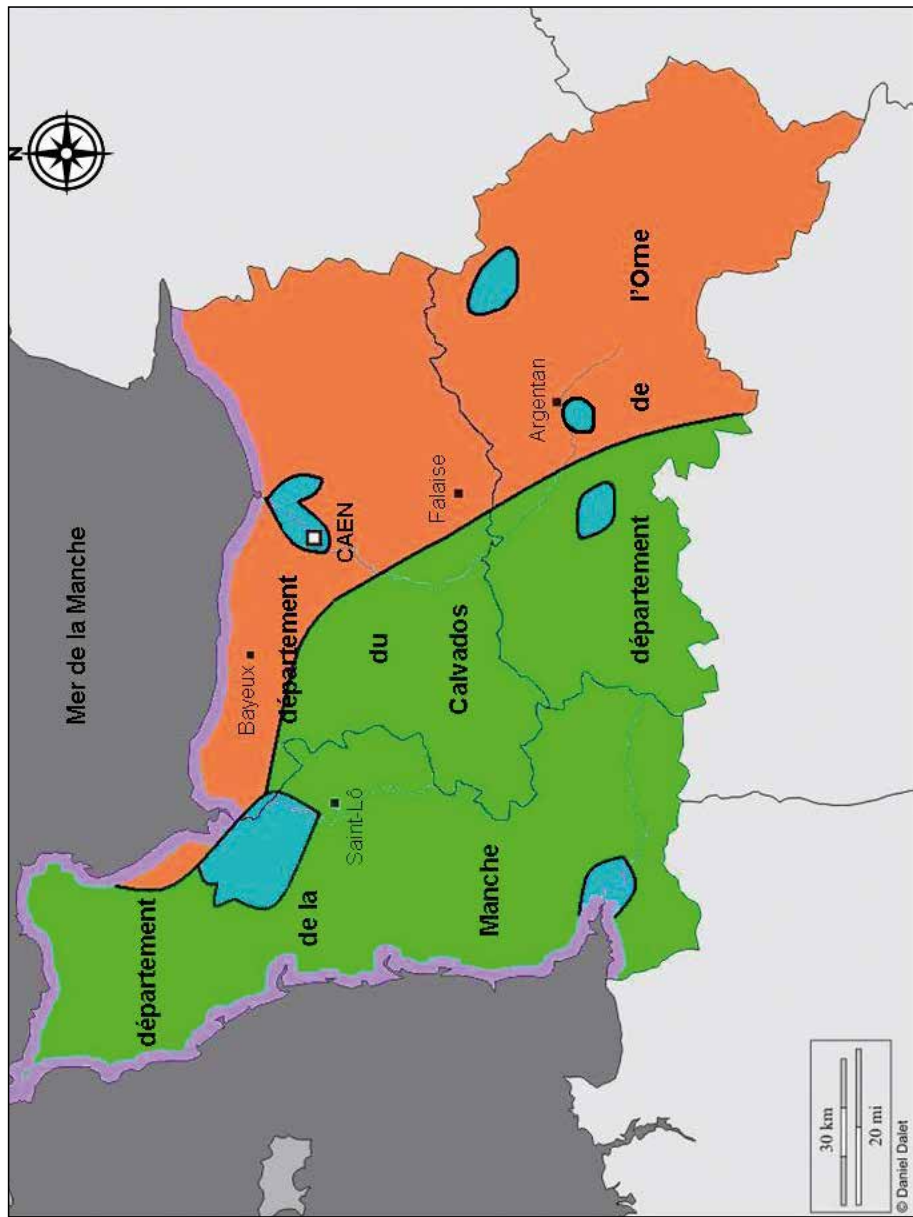 N
Mer de la Manche
Bayeux
CAEN
département
département
Saint-Lô
du
Falaise
de la
Calvados
Argentan
Manche
département
de
l'Orne
30 km
20 mi
© Daniel Dalet